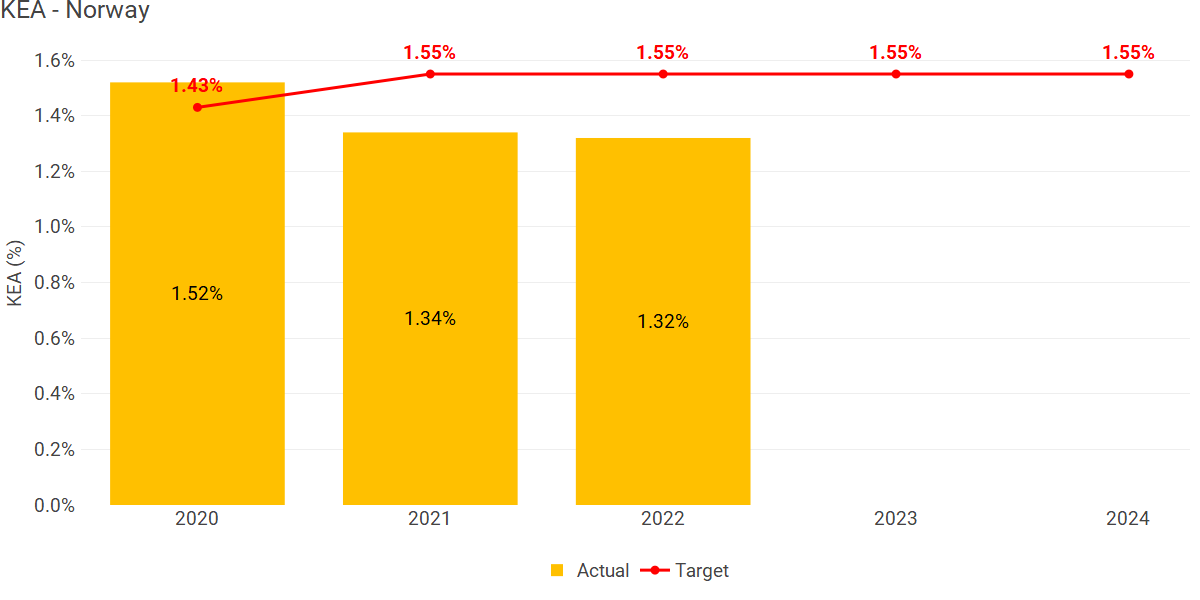 KEA - Norway
1.55% 1.55% 1.55% 1.55%
1.6%
1.43%
1.4%
1.2%
1.0%
KEA (%)
0.8%
1.52%
1.34%
1.32%
0.6%
0.4%
0.2%
0.0%
2020 2021 2022 2023 2024
Actual Target